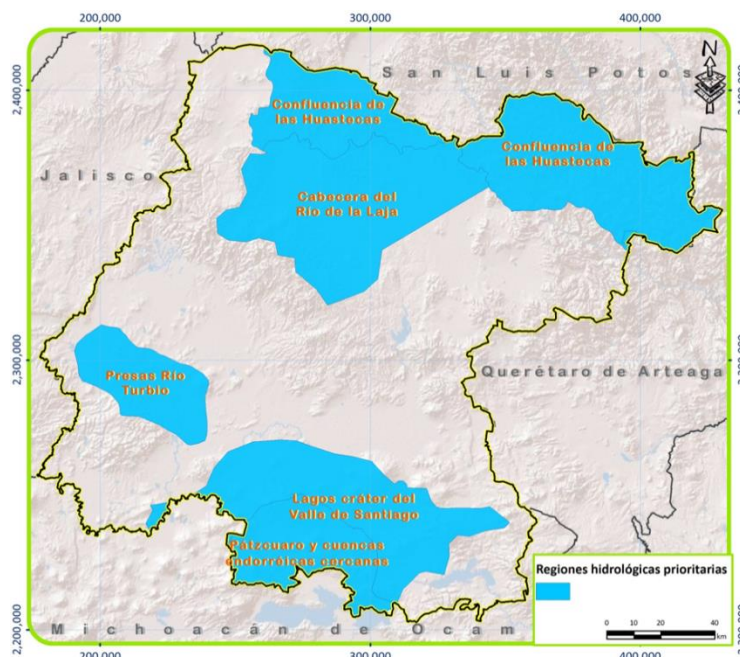 200,000 300,000 400,000
2,400,000
San Luis Potos
N
Confluencia de
las Huastecas
Confluencia de
las Huastecas
Jalisco
Cabecera del
Río de la Laja
2,300,000
Querétaro de Arteaga
Presas Río
Turbio
Lagos cráter del
Valle de Santiago
Pátzcuaro y cuencas
endorréicas cercanas
Regiones hidrológicas prioritarias
0 10 20 40
km
2,200,000
Michoacán de Ocam
200,000 300,000 400,000